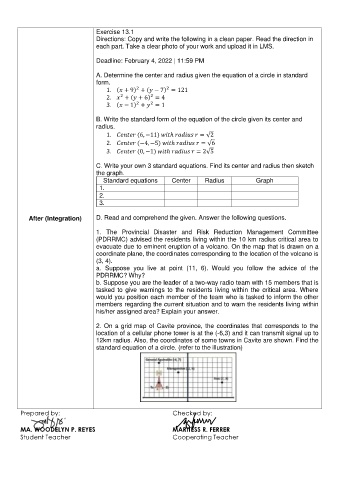 Exercise 13.1
Directions: Copy and write the following in a clean paper. Read the direction in
each part. Take a clear photo of your work and upload it in LMS.
Deadline: February 4, 2022 | 11:59 PM
A. Determine the center and radius given the equation of a circle in standard
form.
1. (x + 9)² + (y − 7)² = 121
2. x² + (y + 6)² = 4
3. (x − 1)² + y² = 1
B. Write the standard form of the equation of the circle given its center and
radius.
1. Center (6, −11) with radius r = √2
2. Center (−4, −5) with radius r = √6
3. Center (0, −1) with radius r = 2√5
C. Write your own 3 standard equations. Find its center and radius then sketch
the graph.
Standard equations Center Radius Graph
1.
2.
3.
After (Integration)
D. Read and comprehend the given. Answer the following questions.
1. The Provincial Disaster and Risk Reduction Management Committee
(PDRRMC) advised the residents living within the 10 km radius critical area to
evacuate due to eminent eruption of a volcano. On the map that is drawn on a
coordinate plane, the coordinates corresponding to the location of the volcano is
(3, 4).
a. Suppose you live at point (11, 6). Would you follow the advice of the
PDRRMC? Why?
b. Suppose you are the leader of a two-way radio team with 15 members that is
tasked to give warnings to the residents living within the critical area. Where
would you position each member of the team who is tasked to inform the other
members regarding the current situation and to warn the residents living within
his/her assigned area? Explain your answer.
2. On a grid map of Cavite province, the coordinates that corresponds to the
location of a cellular phone tower is at (-6,3) and it can transmit signal up to
12km radius. Also, the coordinates of some towns in Cavite are shown. Find the
standard equation of a circle. (refer to the illustration)
Prepared by: Checked by:
MA. WOODELYN P. REYES MARITESS R. FERRER
Student Teacher Cooperating Teacher